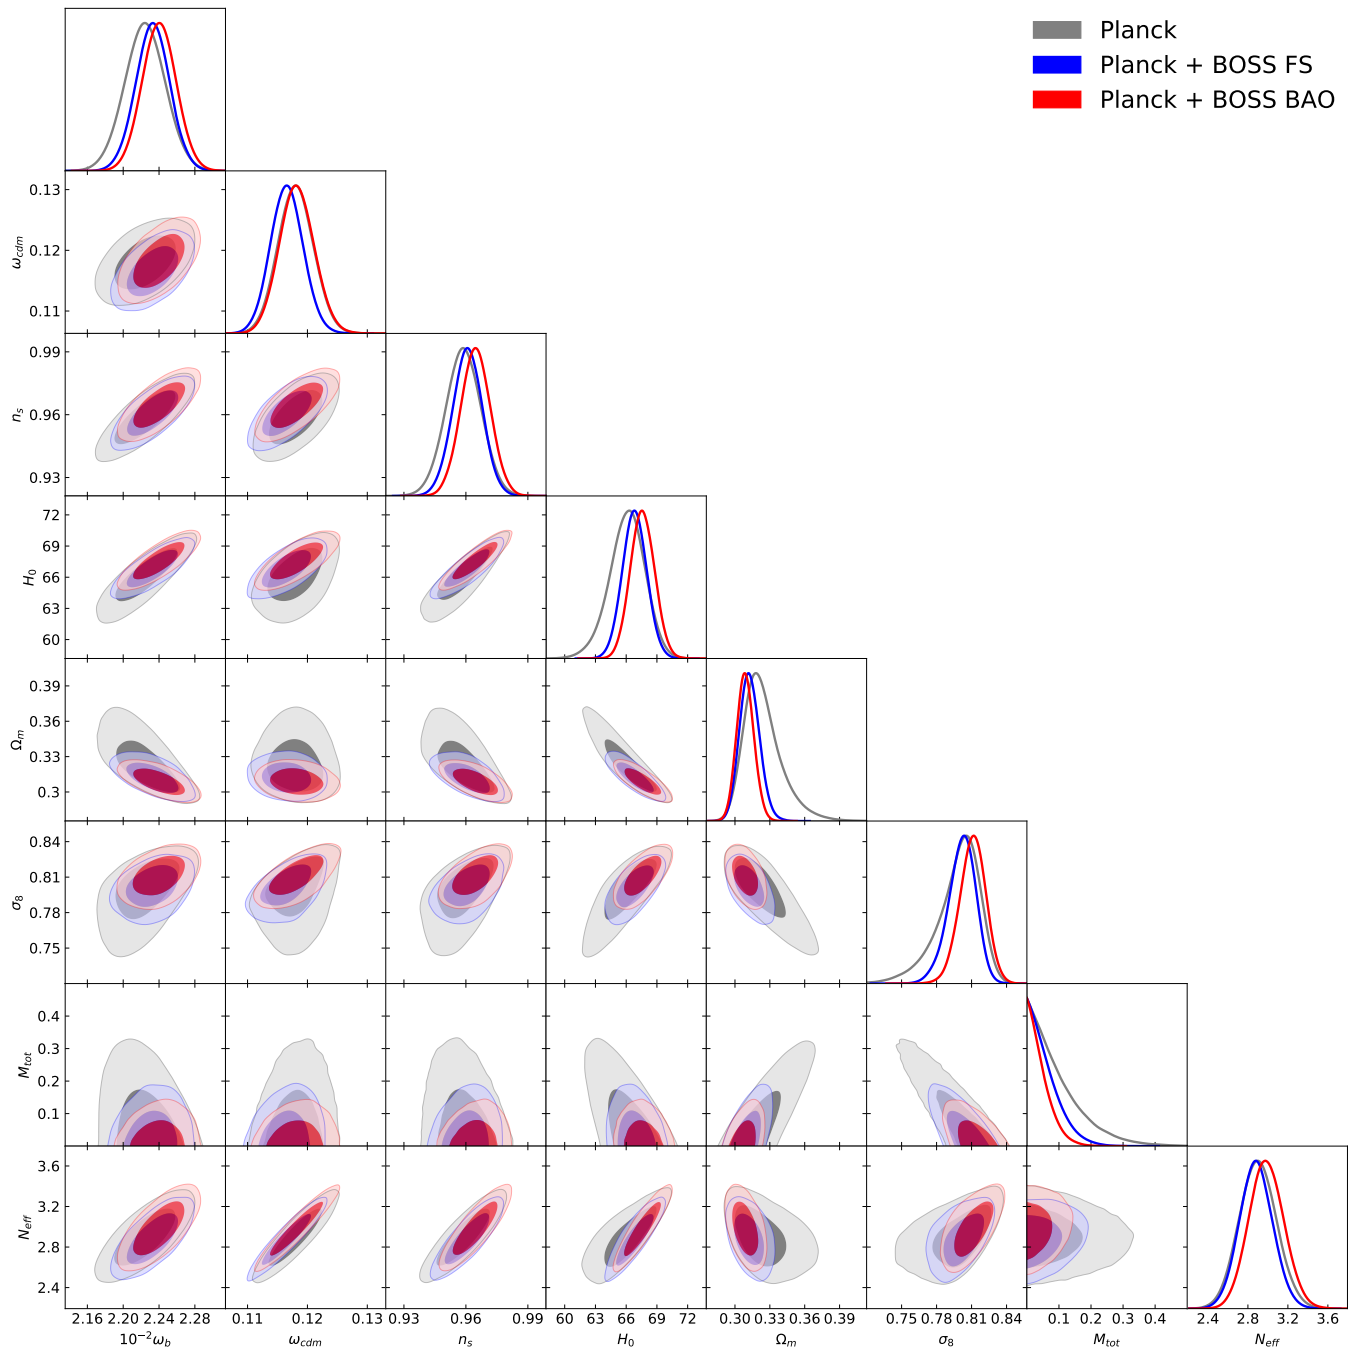 Planck
Planck + BOSS FS
Planck + BOSS BAO
0.13
0.12
0.11
ω_cdm
0.99
0.96
0.93
n_s
72
69
66
63
60
H_0
0.39
0.36
0.33
0.3
Ω_m
0.84
0.81
0.78
0.75
σ_8
0.4
0.3
0.2
0.1
M_tot
3.6
3.2
2.8
2.4
N_eff
2.16 2.20 2.24 2.28 0.11 0.12 0.13 0.93 0.96 0.99 60 63 66 69 72 0.30 0.33 0.36 0.39 0.75 0.78 0.81 0.84 0.1 0.2 0.3 0.4 2.4 2.8 3.2 3.6
10^−2 ω_b ω_cdm n_s H_0 Ω_m σ_8 M_tot N_eff